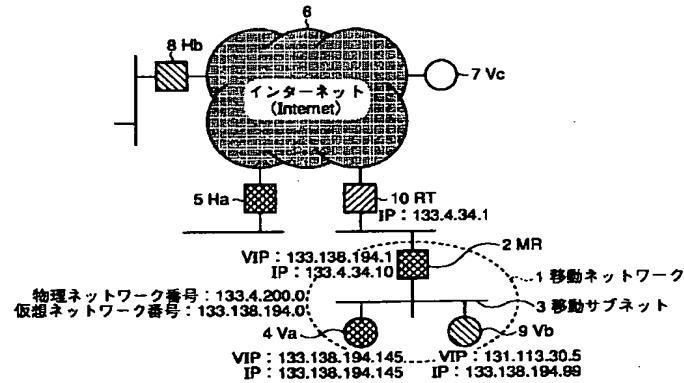 6
8 Hb
7 Vc
インターネット
(Internet)
5 Ha
10 RT
IP：133.4.34.1
2 MR
VIP：133.138.194.1
IP：133.4.34.10
1 移動ネットワーク
物理ネットワーク番号：133.4.200.0
仮想ネットワーク番号：133.138.194.0
3 移動サブネット
4 Va
9 Vb
VIP：133.138.194.145
IP：133.138.194.145
VIP：131.113.30.5
IP：133.138.194.99